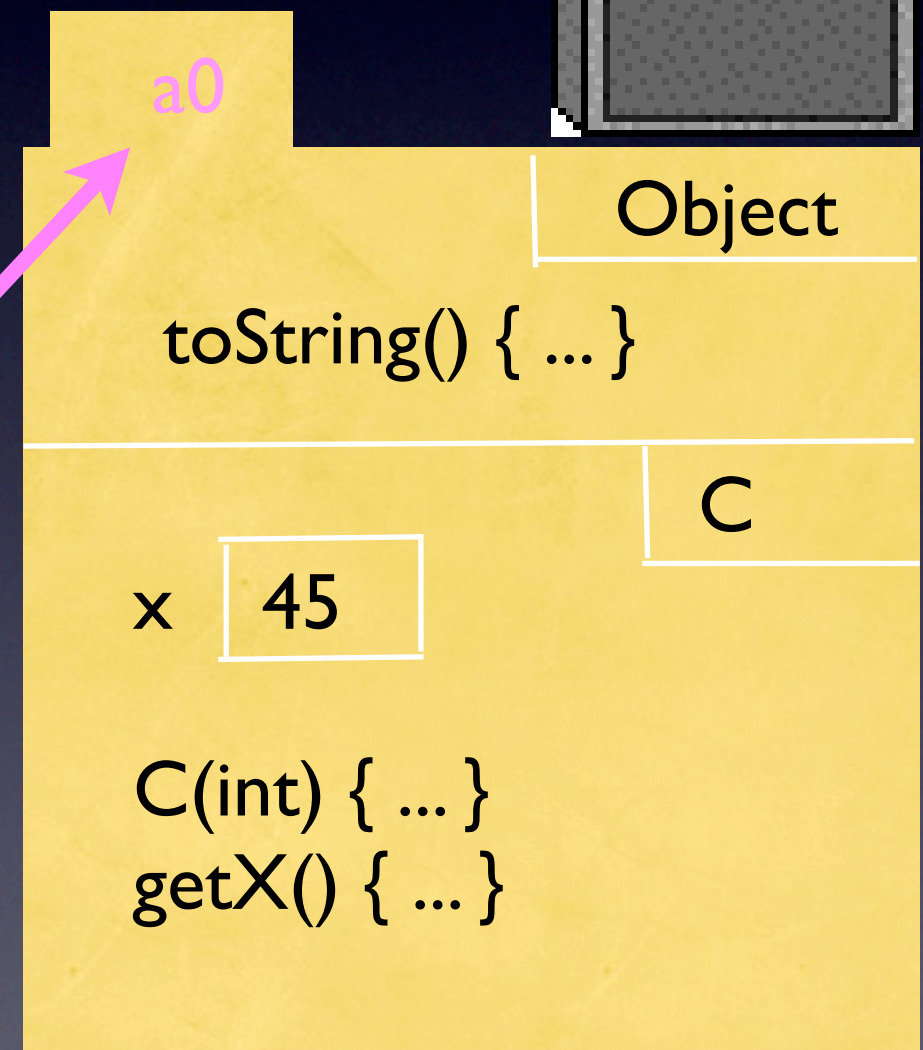 a0
Object
toString() { ... }
C
x 45
C(int) { ... }
getX() { ... }